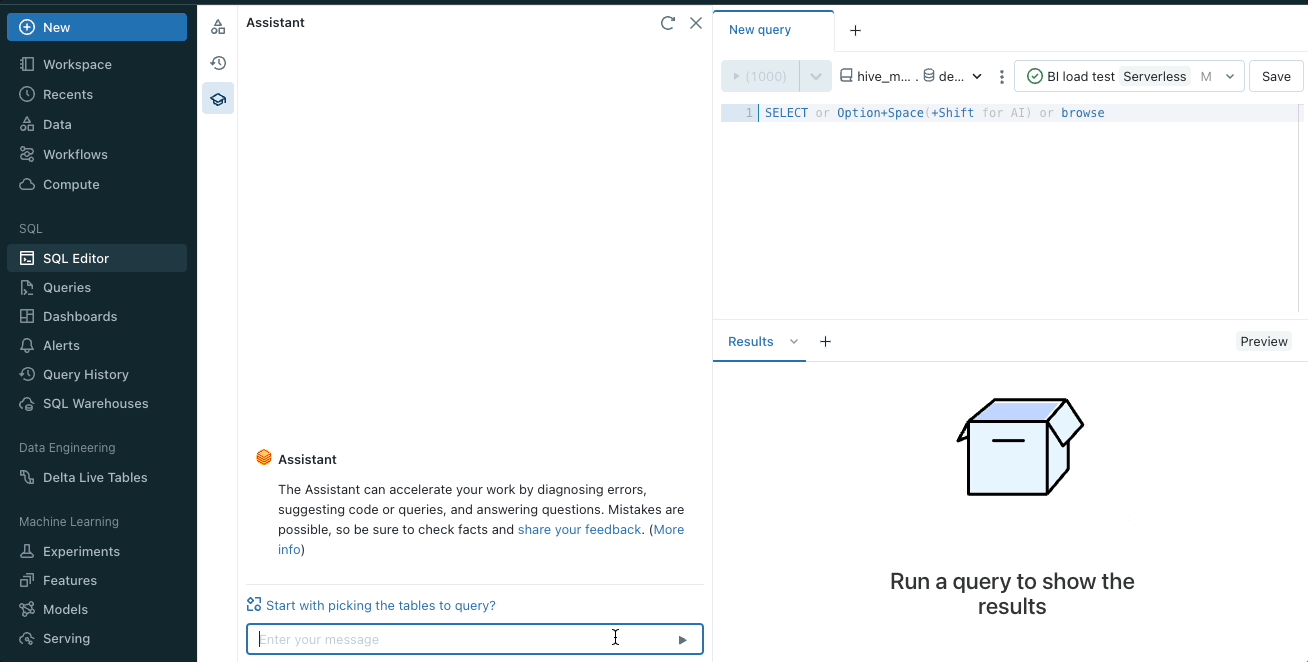 New
Workspace
Recents
Data
Workflows
Compute
SQL
SQL Editor
Queries
Dashboards
Alerts
Query History
SQL Warehouses
Data Engineering
Delta Live Tables
Machine Learning
Experiments
Features
Models
Serving
Assistant
Assistant
The Assistant can accelerate your work by diagnosing errors,
suggesting code or queries, and answering questions. Mistakes are
possible, so be sure to check facts and share your feedback. (More
info)
Start with picking the tables to query?
Enter your message
New query
(1000) hive_m... . de... BI load test Serverless M Save
1 SELECT or Option+Space(+Shift for AI) or browse
Results Preview
Run a query to show the
results